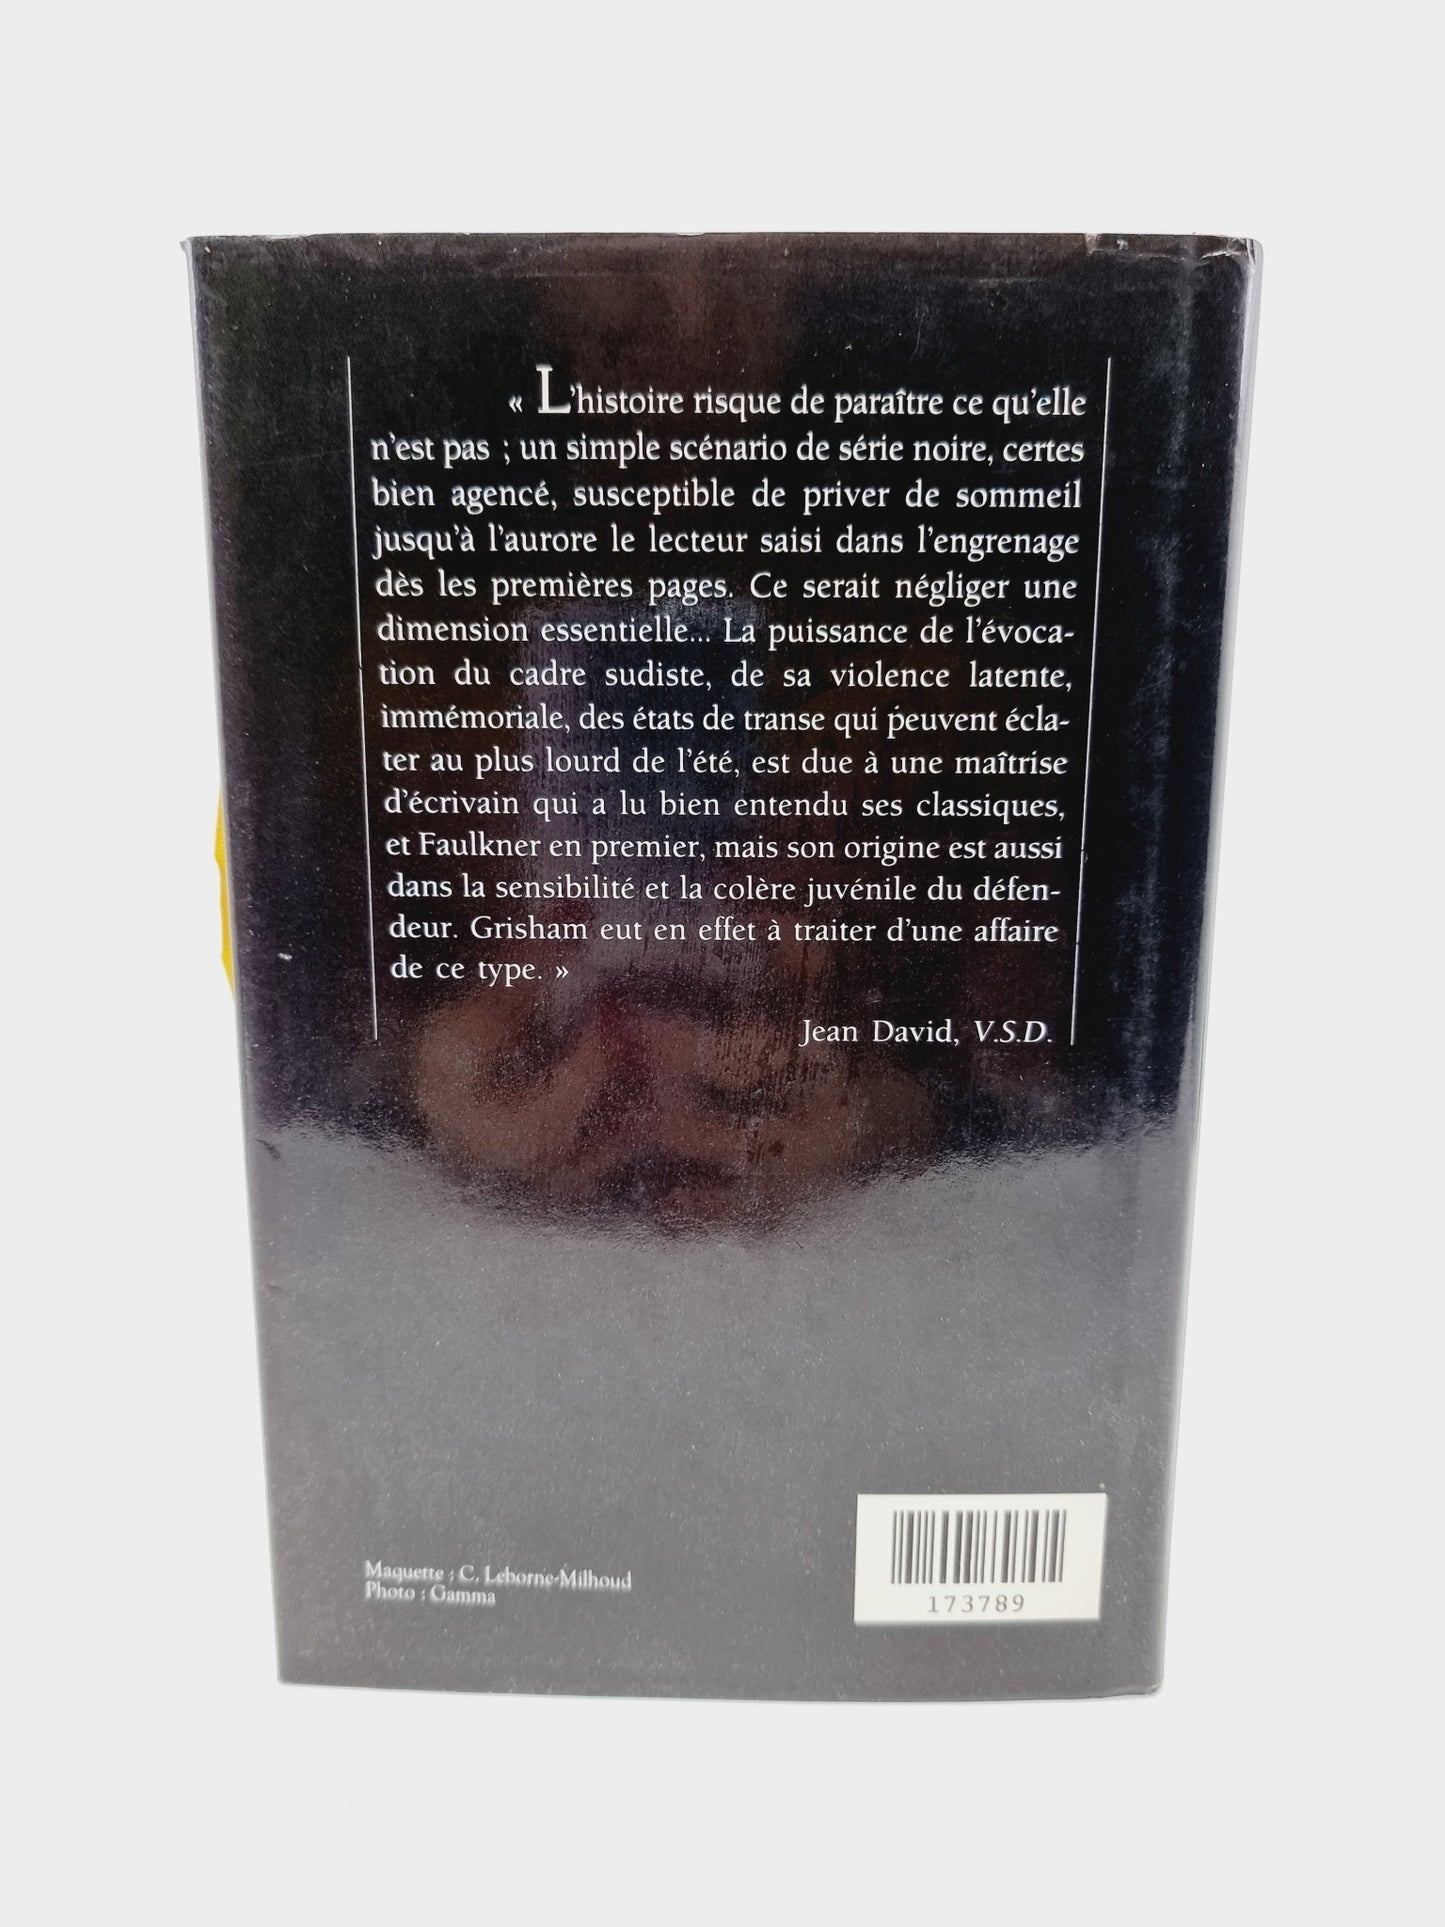 « L'histoire risque de paraître ce qu'elle
n'est pas ; un simple scénario de série noire, certes
bien agencé, susceptible de priver de sommeil
jusqu'à l'aurore le lecteur saisi dans l'engrenage
dès les premières pages. Ce serait négliger une
dimension essentielle... La puissance de l'évoca-
tion du cadre sudiste, de sa violence latente,
immémoriale, des états de transe qui peuvent écla-
ter au plus lourd de l'été, est due à une maîtrise
d'écrivain qui a lu bien entendu ses classiques,
et Faulkner en premier, mais son origine est aussi
dans la sensibilité et la colère juvénile du défen-
deur. Grisham eut en effet à traiter d'une affaire
de ce type. »
Jean David, V.S.D.
Maquette : C. Leborne-Milhoud
Photo : Gamma
173789